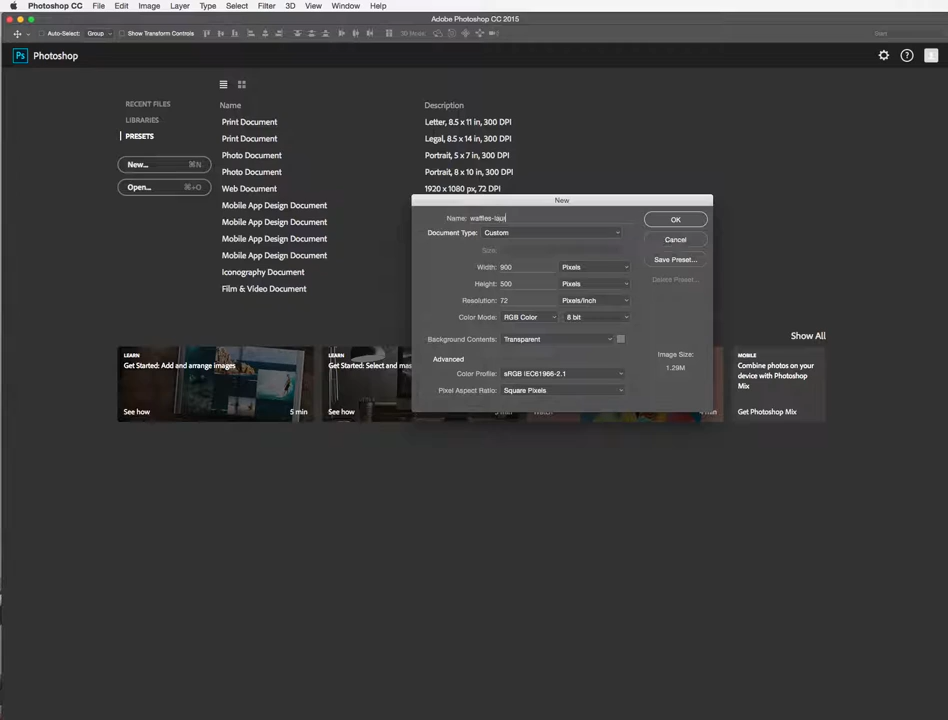 Photoshop CC File Edit Image Layer Type Select Filter 3D View Window Help
Adobe Photoshop CC 2015
Auto-Select: Group Show Transform Controls 3D Mode: Start
Ps Photoshop
RECENT FILES
LIBRARIES
PRESETS
New... ⌘N
Open... ⌘+O
Name Description
Print Document Letter, 8.5 x 11 in, 300 DPI
Print Document Legal, 8.5 x 14 in, 300 DPI
Photo Document Portrait, 5 x 7 in, 300 DPI
Photo Document Portrait, 8 x 10 in, 300 DPI
Web Document 1920 x 1080 px, 72 DPI
Mobile App Design Document
Mobile App Design Document
Mobile App Design Document
Mobile App Design Document
Iconography Document
Film & Video Document
New
Name: waffles-laur
Document Type: Custom
Size:
Width: 900 Pixels
Height: 500 Pixels
Resolution: 72 Pixels/Inch
Color Mode: RGB Color 8 bit
Background Contents: Transparent
Advanced
Color Profile: sRGB IEC61966-2.1
Pixel Aspect Ratio: Square Pixels
OK
Cancel
Save Preset...
Delete Preset...
Image Size:
1.29M
Show All
LEARN
Get Started: Add and arrange images
See how 5 min
LEARN
Get Started: Select and mas
See how 5 min
MOBILE
Combine photos on your
device with Photoshop
Mix
Get Photoshop Mix